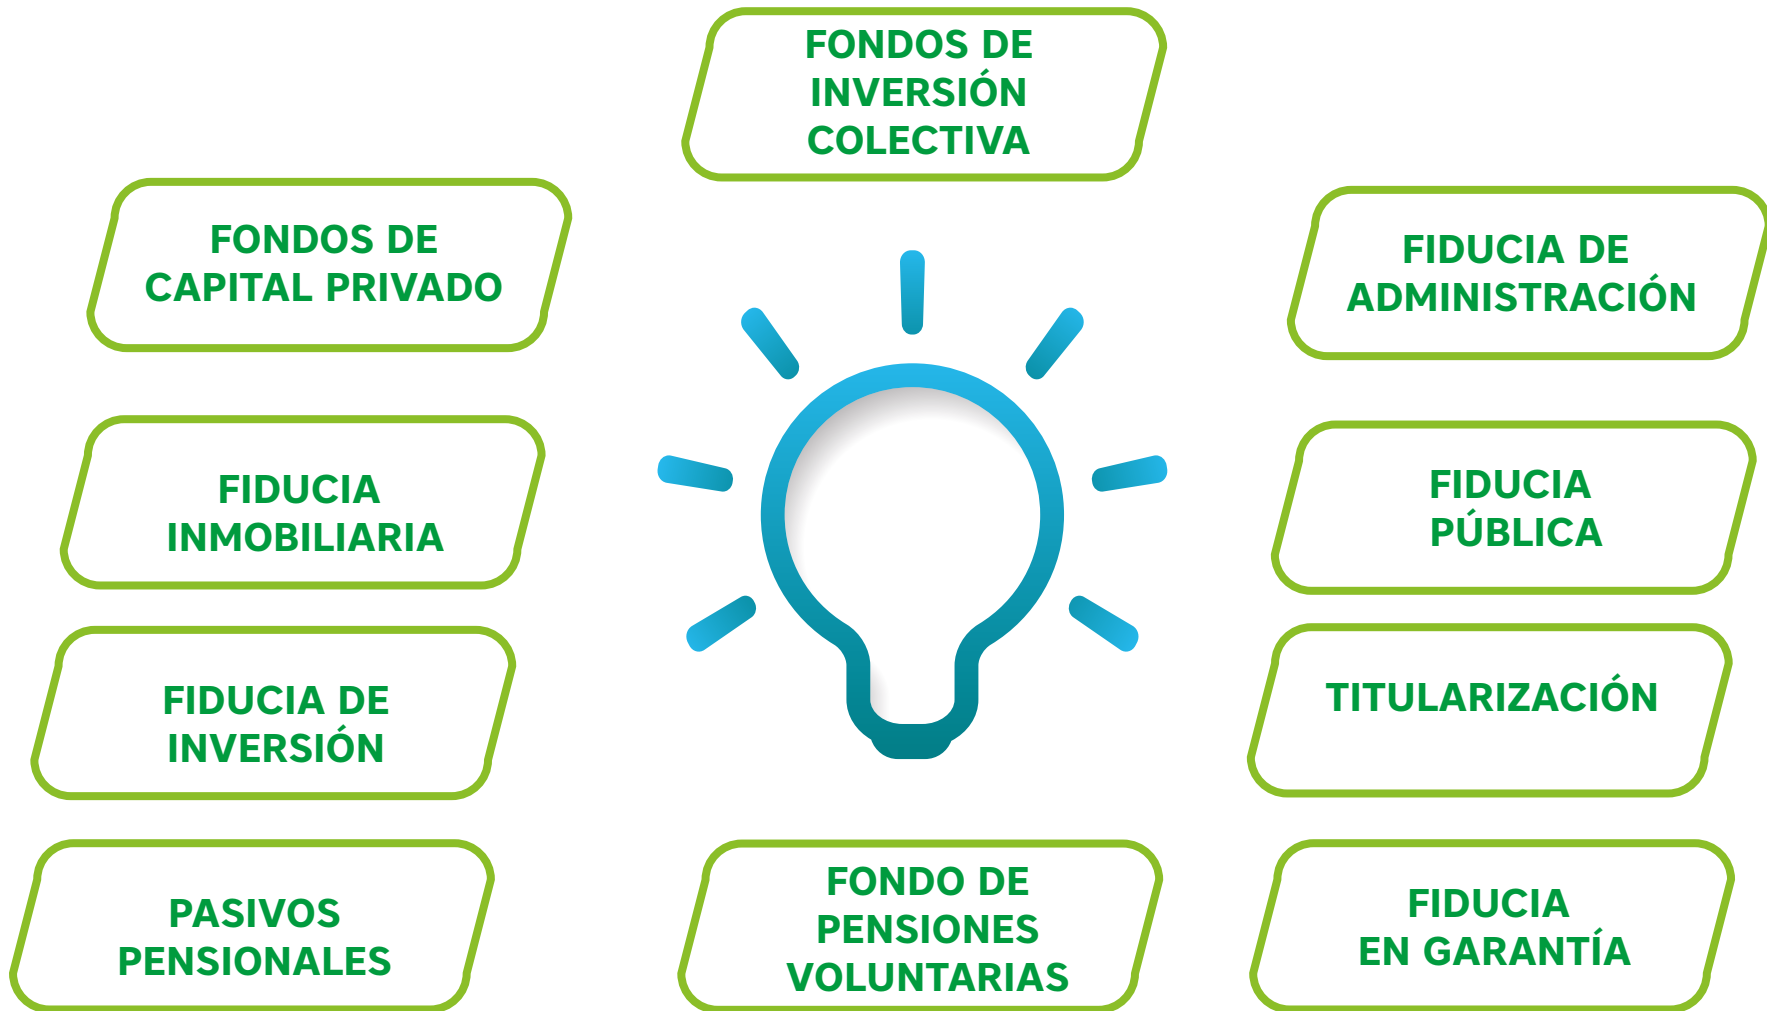 FONDOS DE
INVERSIÓN
COLECTIVA
FONDOS DE
CAPITAL PRIVADO
FIDUCIA DE
ADMINISTRACIÓN
FIDUCIA
INMOBILIARIA
FIDUCIA
PÚBLICA
FIDUCIA DE
INVERSIÓN
TITULARIZACIÓN
PASIVOS
PENSIONALES
FONDO DE
PENSIONES
VOLUNTARIAS
FIDUCIA
EN GARANTÍA